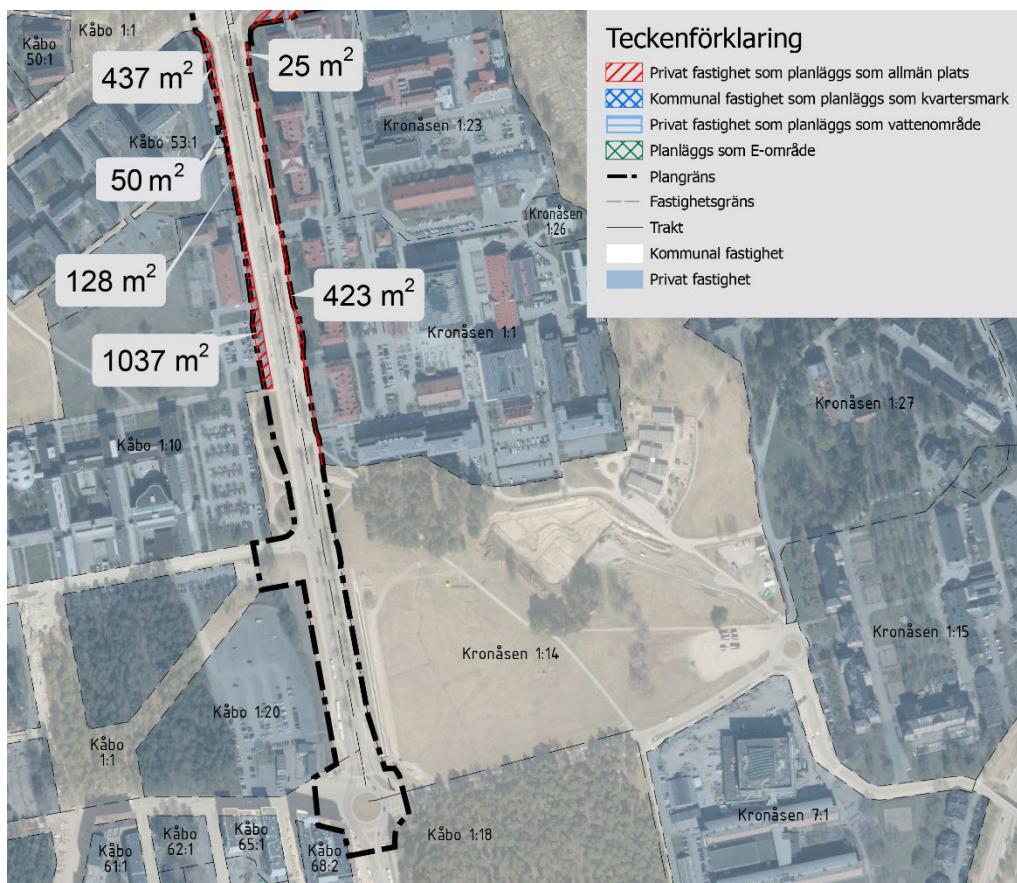 Kåbo
50:1
Kåbo 1:1
437 m²
25 m²
Kåbo 53:1
50 m²
128 m²
1037 m²
423 m²
Kronåsen 1:23
Kronåsen
1:26
Kronåsen 1:1
Kåbo 1:10
Kronåsen 1:27
Kronåsen 1:14
Kronåsen 1:15
Kåbo 1:20
Kåbo
1:1
Kåbo
61:1
Kåbo
62:1
Kåbo
65:1
Kåbo
68:2
Kåbo 1:18
Kronåsen 7:1
Teckenförklaring
Privat fastighet som planläggs som allmän plats
Kommunal fastighet som planläggs som kvartersmark
Privat fastighet som planläggs som vattenområde
Planläggs som E-område
Plangräns
Fastighetsgräns
Trakt
Kommunal fastighet
Privat fastighet